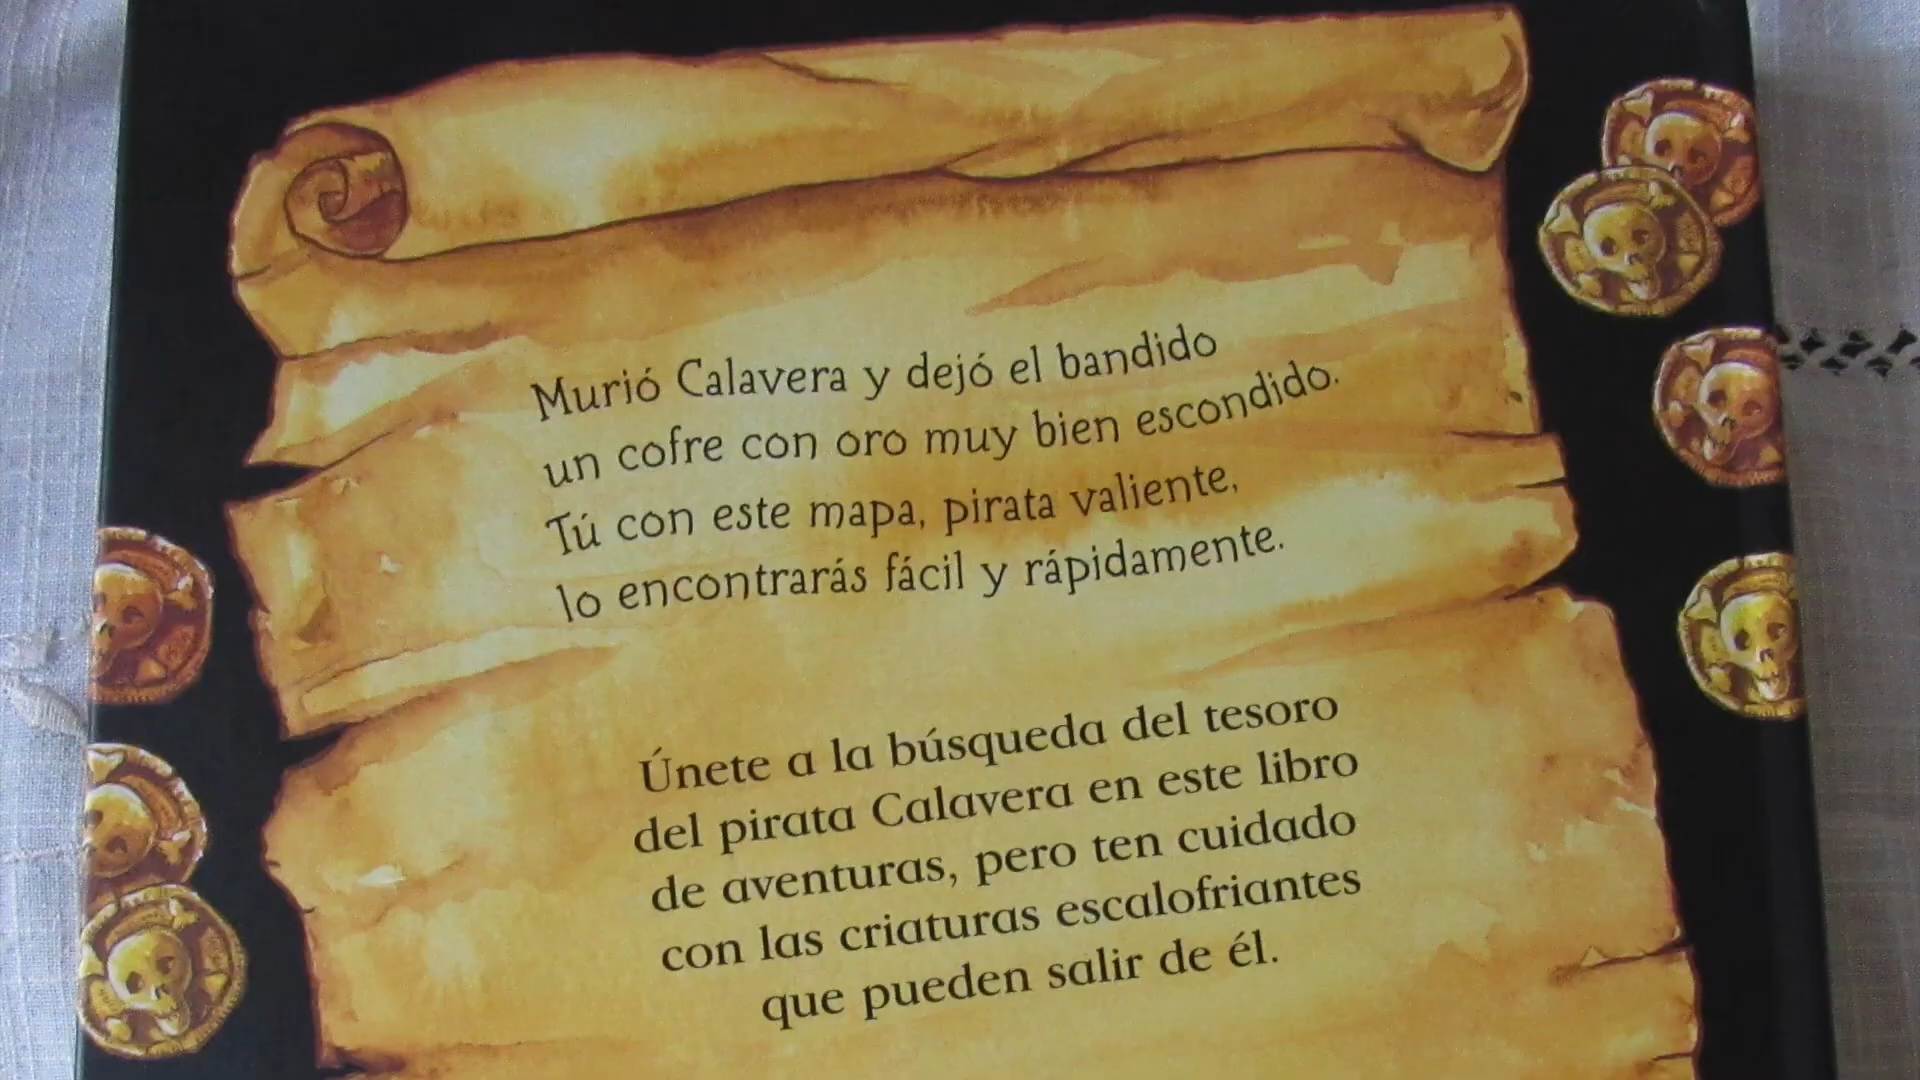 Murió Calavera y dejó el bandido
un cofre con oro muy bien escondido.
Tú con este mapa, pirata valiente,
lo encontrarás fácil y rápidamente.
Únete a la búsqueda del tesoro
del pirata Calavera en este libro
de aventuras, pero ten cuidado
con las criaturas escalofriantes
que pueden salir de él.